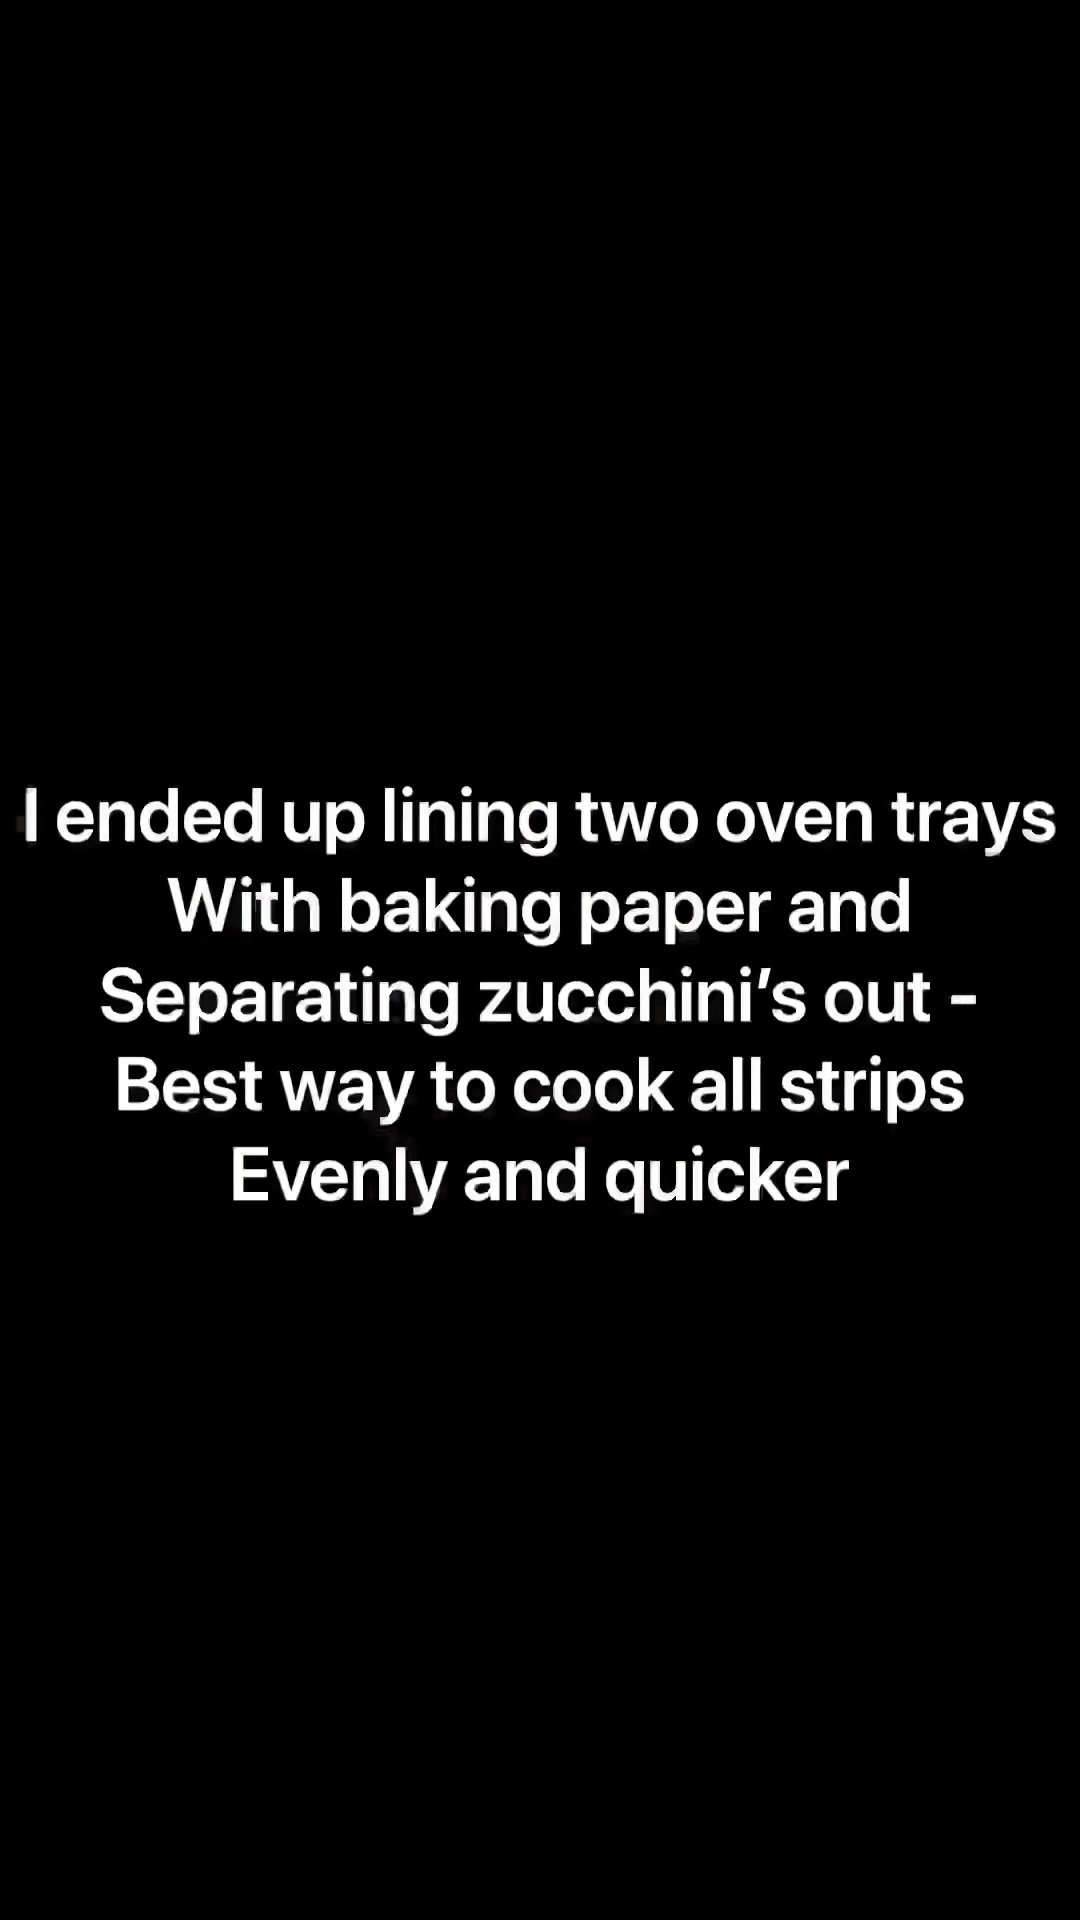 I ended up lining two oven trays
With baking paper and
Separating zucchini’s out -
Best way to cook all strips
Evenly and quicker